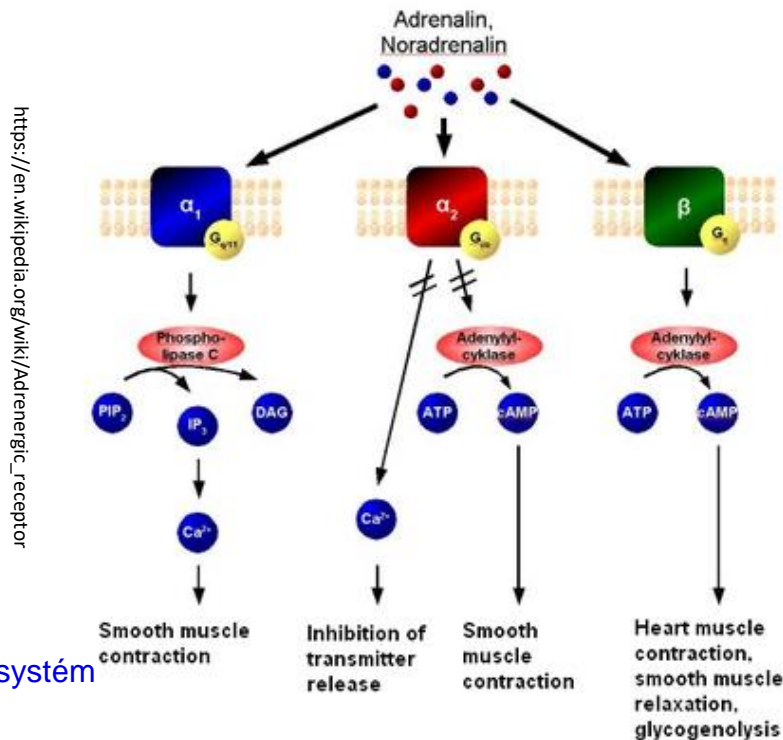 Adrenalin,
Noradrenalin
https://en.wikipedia.org/wiki/Adrenergic_receptor
α₁
G
α₂
G
β
G
Phospho-
lipase C
Adenylyl-
cyklase
Adenylyl-
cyklase
PIP₂
IP₃
DAG
ATP
cAMP
ATP
cAMP
Ca²⁺
Ca²⁺
Smooth muscle
contraction
Inhibition of
transmitter
release
Smooth
muscle
contraction
Heart muscle
contraction,
smooth muscle
relaxation,
glycogenolysis
systém